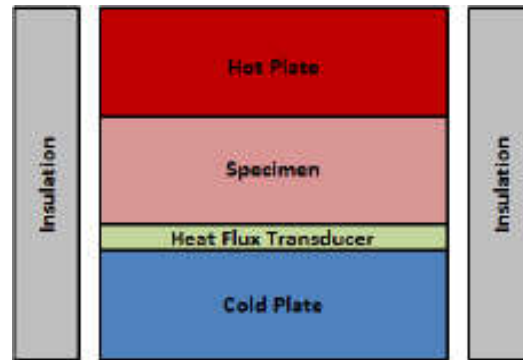 Hot Plate
Insulation
Specimen
Insulation
Heat Flux Transducer
Cold Plate